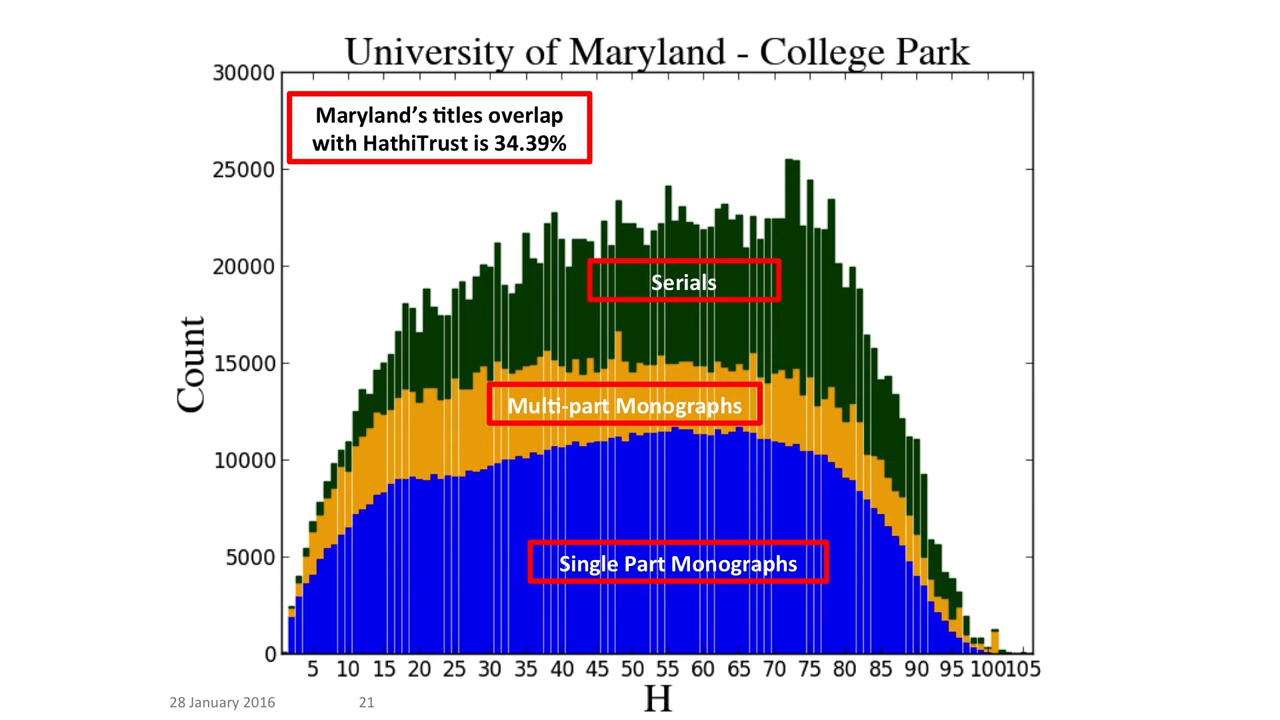 University of Maryland - College Park
30000
Maryland's titles overlap
with HathiTrust is 34.39%
25000
20000
Serials
15000
Multi-part Monographs
10000
Single Part Monographs
5000
0
5 10 15 20 25 30 35 40 45 50 55 60 65 70 75 80 85 90 95 100 105
Count
H
28 January 2016
21